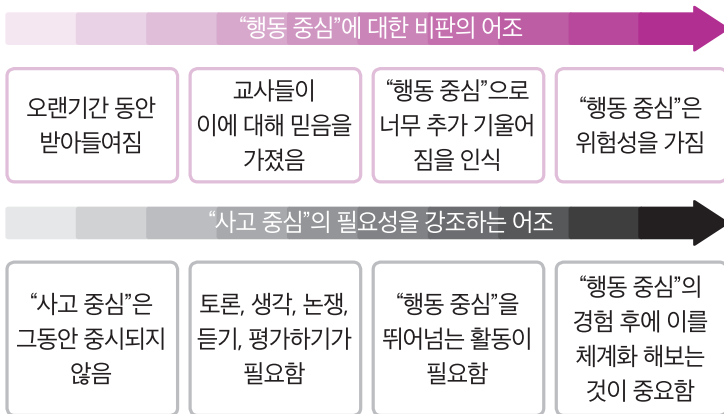 “행동 중심”에 대한 비판의 어조
오랜기간 동안
받아들여짐
교사들이
이에 대해 믿음을
가졌음
“행동 중심”으로
너무 추가 기울어
짐을 인식
“행동 중심”은
위험성을 가짐
“사고 중심”의 필요성을 강조하는 어조
“사고 중심”은
그동안 중시되지
않음
토론, 생각, 논쟁,
듣기, 평가하기가
필요함
“행동 중심”을
뛰어넘는 활동이
필요함
“행동 중심”의
경험 후에 이를
체계화 해보는
것이 중요함